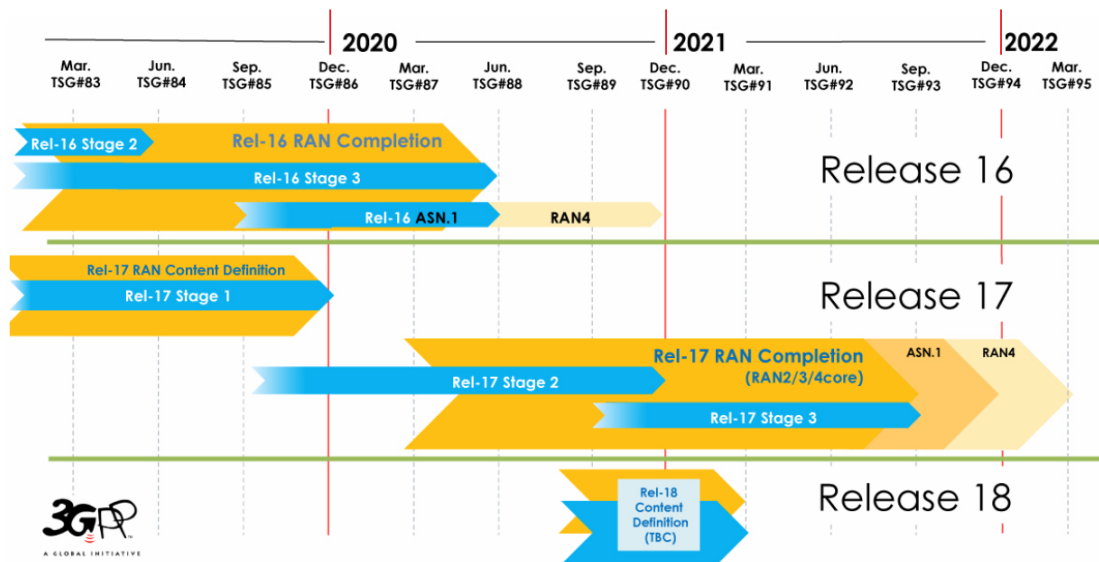 2020
2021
2022
Mar.
TSG#83
Jun.
TSG#84
Sep.
TSG#85
Dec.
TSG#86
Mar.
TSG#87
Jun.
TSG#88
Sep.
TSG#89
Dec.
TSG#90
Mar.
TSG#91
Jun.
TSG#92
Sep.
TSG#93
Dec.
TSG#94
Mar.
TSG#95
Rel-16 Stage 2
Rel-16 RAN Completion
Rel-16 Stage 3
Rel-16 ASN.1
RAN4
Release 16
Rel-17 RAN Content Definition
Rel-17 Stage 1
Release 17
Rel-17 RAN Completion
(RAN2/3/4core)
ASN.1
RAN4
Rel-17 Stage 2
Rel-17 Stage 3
Rel-18
Content
Definition
(TBC)
Release 18
3GPP
TM
A GLOBAL INITIATIVE